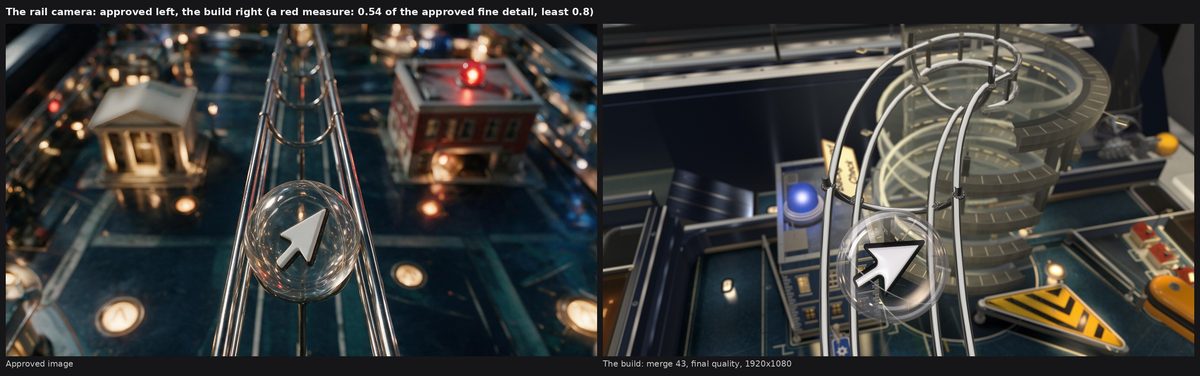 The rail camera: approved left, the build right (a red measure: 0.54 of the approved fine detail, least 0.8)
Approved image
The build: merge 43, final quality, 1920x1080